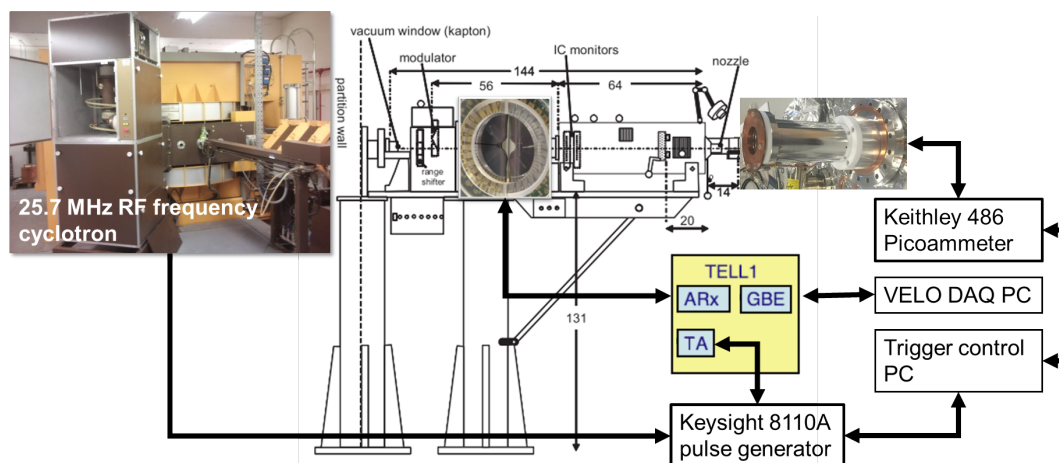 vacuum window (kapton)
modulator
IC monitors
144
nozzle
56
64
partition wall
range
shifter
14
20
131
25.7 MHz RF frequency
cyclotron
Keithley 486
Picoammeter
TELL1
ARx
GBE
TA
VELO DAQ PC
Trigger control
PC
Keysight 8110A
pulse generator